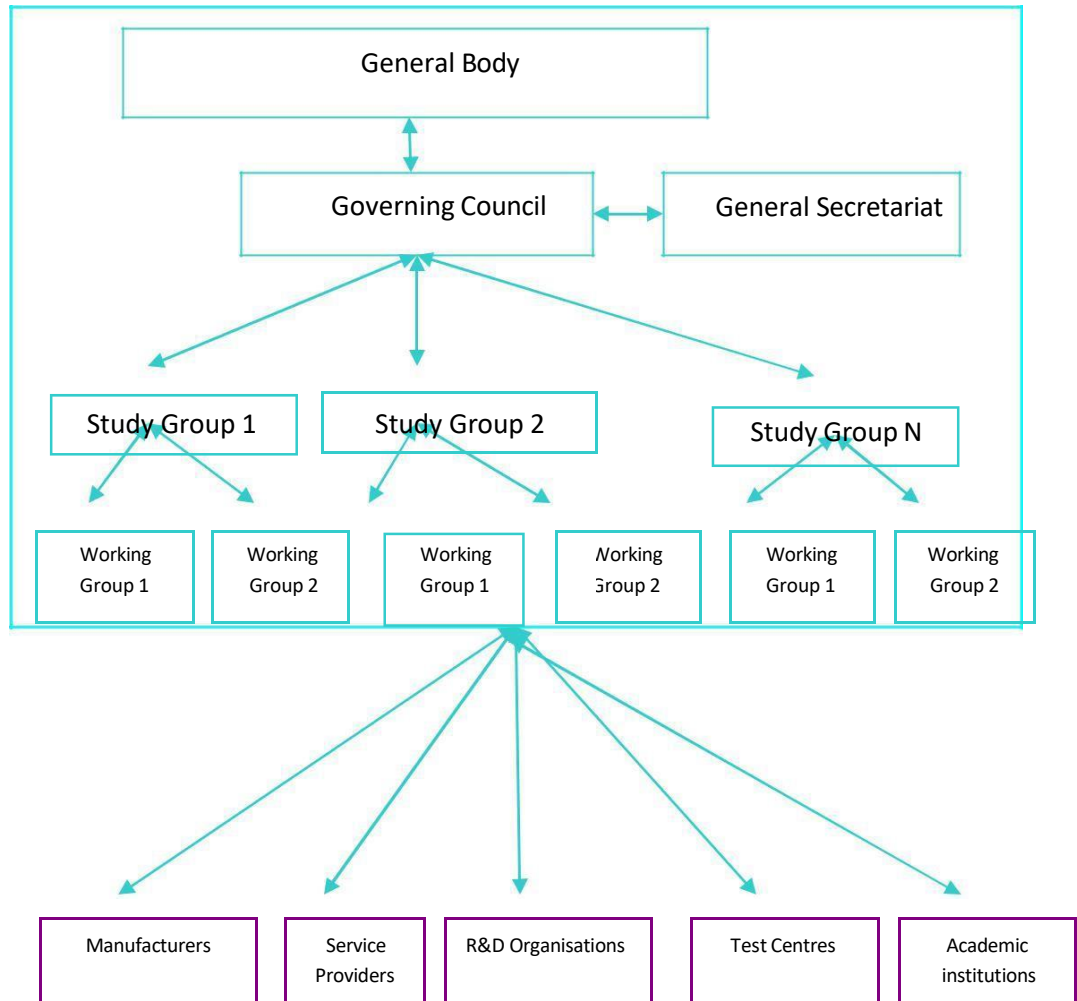 General Body
Governing Council
General Secretariat
Study Group 1
Study Group 2
Study Group N
Working
Group 1
Working
Group 2
Working
Group 1
Working
Group 2
Working
Group 1
Working
Group 2
Manufacturers
Service
Providers
R&D Organisations
Test Centres
Academic
institutions